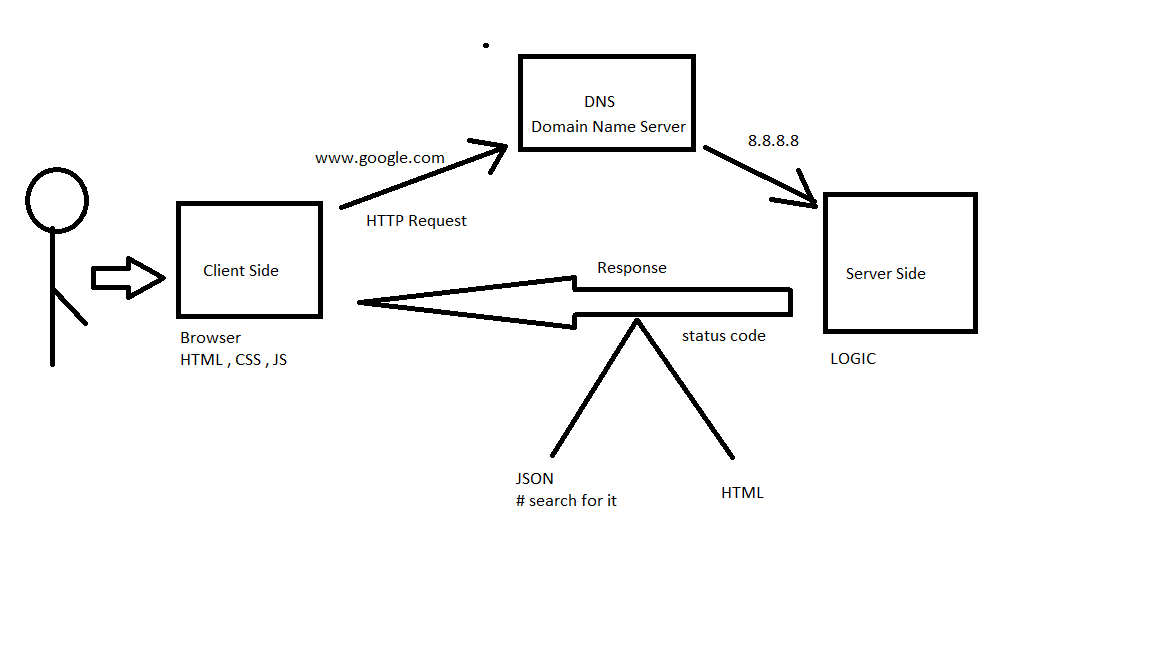 DNS
Domain Name Server
8.8.8.8
www.google.com
HTTP Request
Client Side
Response
Server Side
status code
Browser
HTML , CSS , JS
LOGIC
JSON
# search for it
HTML